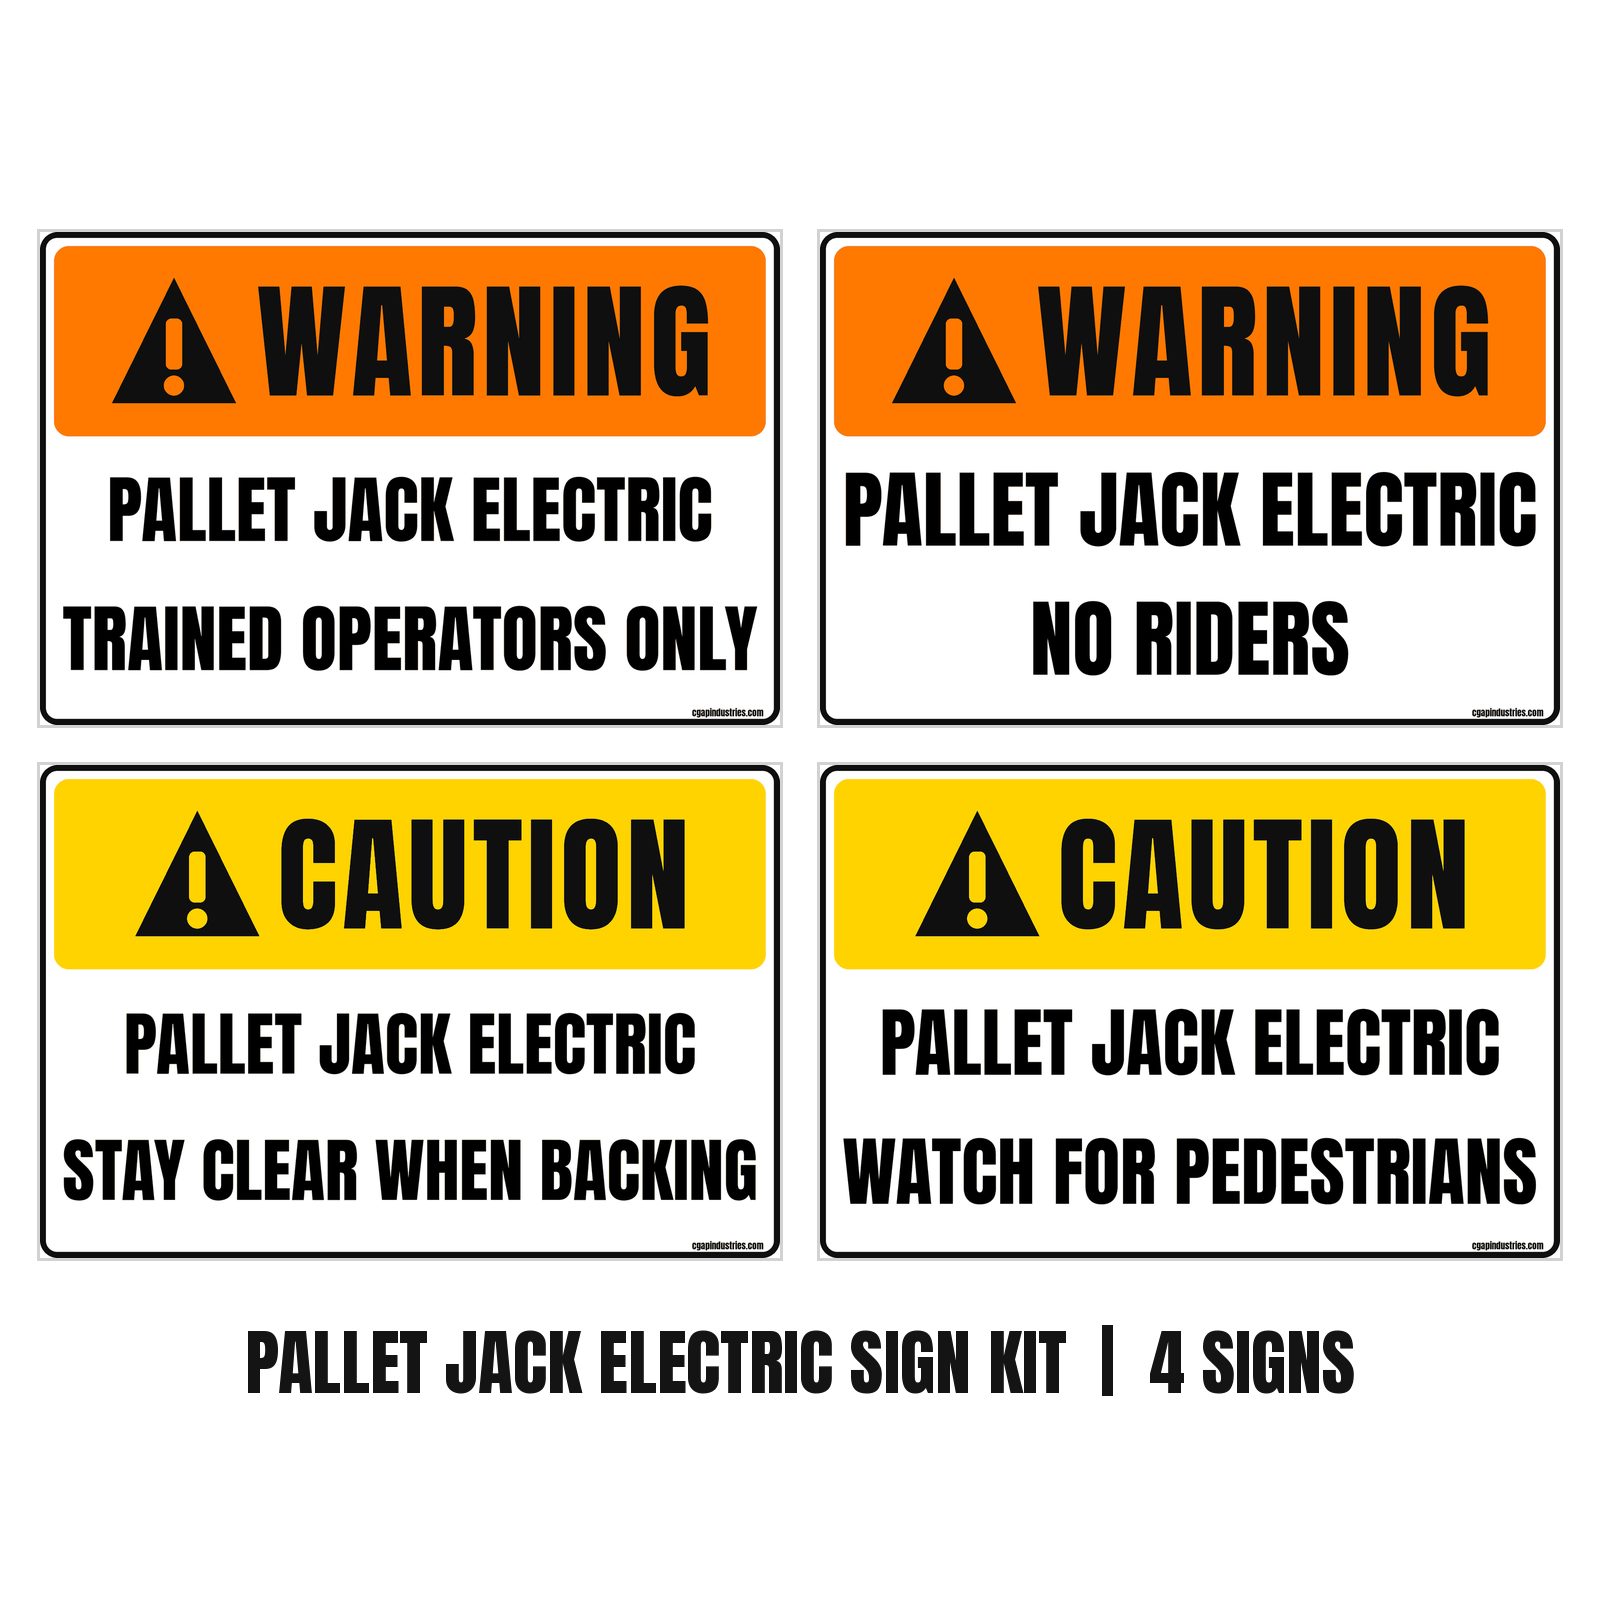 WARNING
PALLET JACK ELECTRIC
TRAINED OPERATORS ONLY
cgapindustries.com
WARNING
PALLET JACK ELECTRIC
NO RIDERS
cgapindustries.com
CAUTION
PALLET JACK ELECTRIC
STAY CLEAR WHEN BACKING
cgapindustries.com
CAUTION
PALLET JACK ELECTRIC
WATCH FOR PEDESTRIANS
cgapindustries.com
PALLET JACK ELECTRIC SIGN KIT | 4 SIGNS